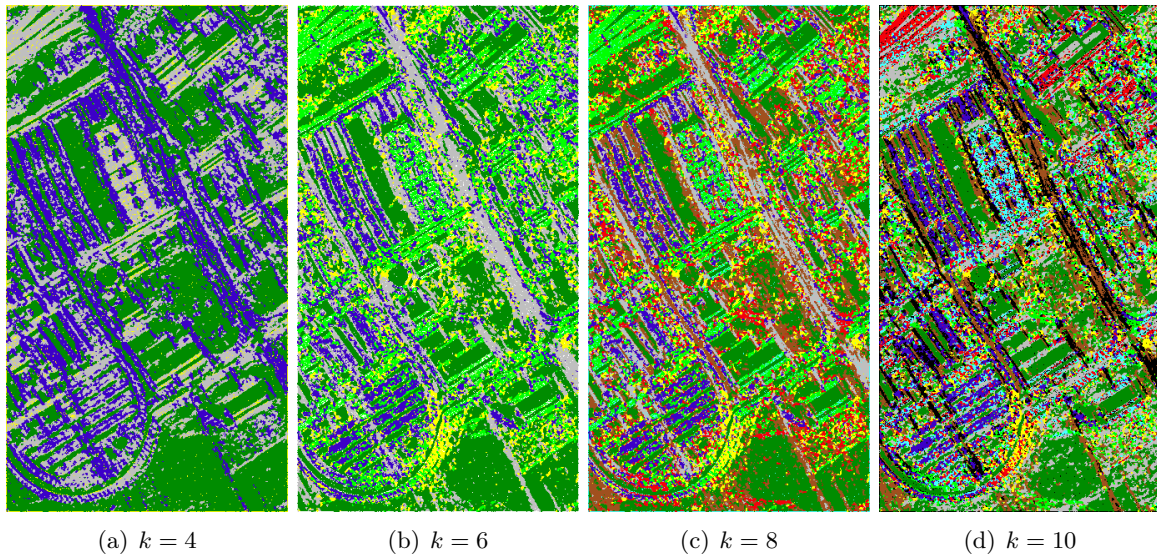 (a) k = 4 (b) k = 6 (c) k = 8 (d) k = 10